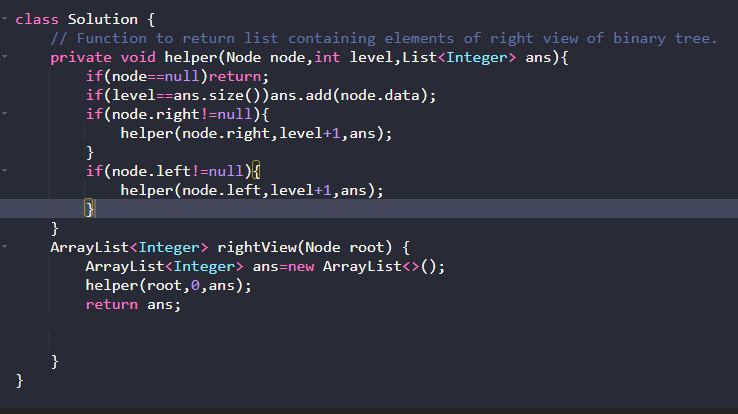 class Solution {
    // Function to return list containing elements of right view of binary tree.
    private void helper(Node node,int level,List<Integer> ans){
        if(node==null)return;
        if(level==ans.size())ans.add(node.data);
        if(node.right!=null){
            helper(node.right,level+1,ans);
        }
        if(node.left!=null){
            helper(node.left,level+1,ans);
        }
    }
    ArrayList<Integer> rightView(Node root) {
        ArrayList<Integer> ans=new ArrayList<>();
        helper(root,0,ans);
        return ans;
    }
}